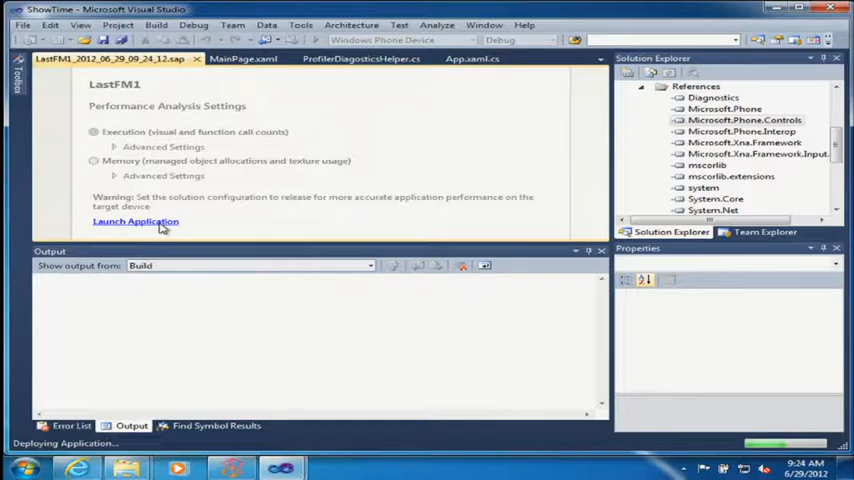 ShowTime - Microsoft Visual Studio
File Edit View Project Build Debug Team Data Tools Architecture Test Analyze Window Help
Windows Phone Device Debug
LastFM1_2012_06_29_09_24_12.sap MainPage.xaml ProfilerDiagosticsHelper.cs App.xaml.cs
Toolbox
LastFM1
Performance Analysis Settings
Execution (visual and function call counts)
Advanced Settings
Memory (managed object allocations and texture usage)
Advanced Settings
Warning: Set the solution configuration to release for more accurate application performance on the
target device
Launch Application
Output
Show output from: Build
Error List Output Find Symbol Results
Solution Explorer
References
Diagnostics
Microsoft.Phone
Microsoft.Phone.Controls
Microsoft.Phone.Interop
Microsoft.Xna.Framework
Microsoft.Xna.Framework.Input.
mscorlib
mscorlib.extensions
system
System.Core
System.Net
Solution Explorer Team Explorer
Properties
Deploying Application...
9:24 AM
6/29/2012